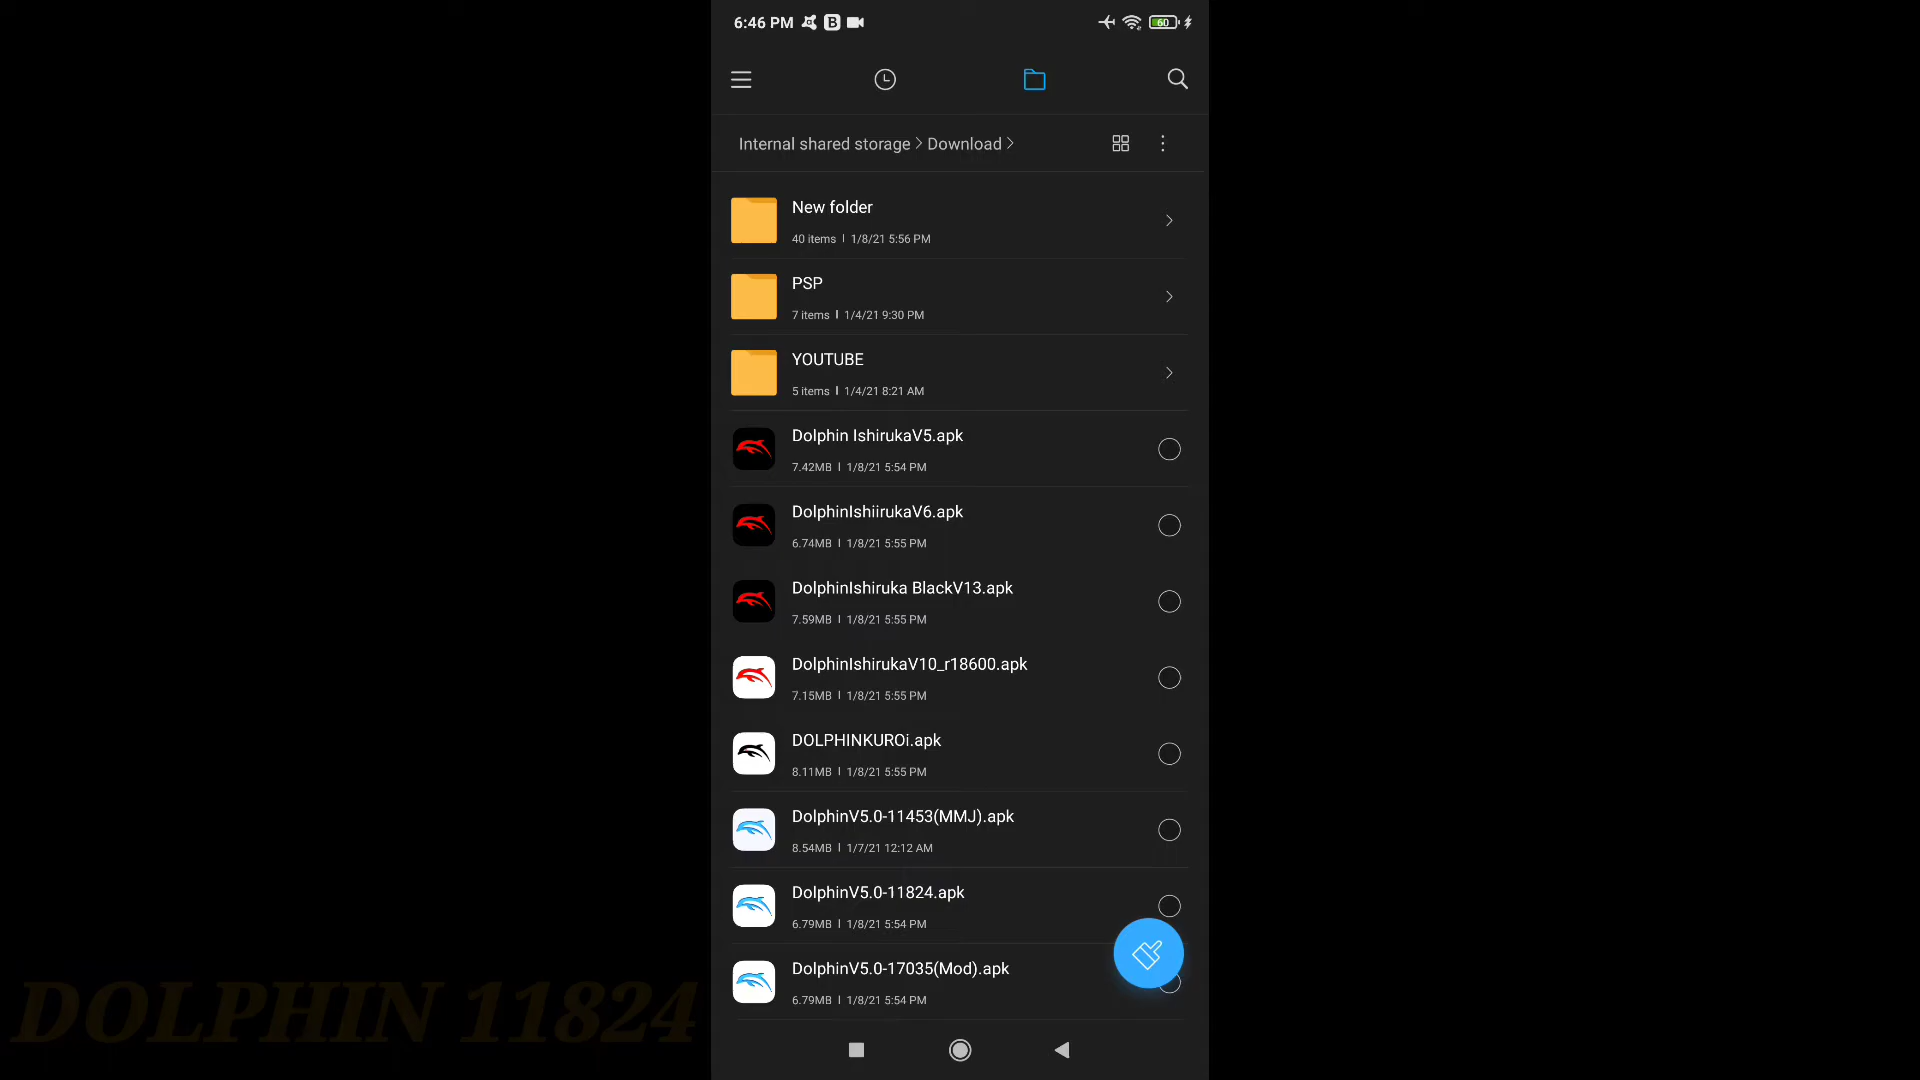 6:46 PM
B
60
Internal shared storage > Download >
New folder
40 items | 1/8/21 5:56 PM
PSP
7 items | 1/4/21 9:30 PM
YOUTUBE
5 items | 1/4/21 8:21 AM
Dolphin IshirukaV5.apk
7.42MB | 1/8/21 5:54 PM
DolphinIshiirukaV6.apk
6.74MB | 1/8/21 5:55 PM
DolphinIshiruka BlackV13.apk
7.59MB | 1/8/21 5:55 PM
DolphinIshirukaV10_r18600.apk
7.15MB | 1/8/21 5:55 PM
DOLPHINKUROi.apk
8.11MB | 1/8/21 5:55 PM
DolphinV5.0-11453(MMJ).apk
8.54MB | 1/7/21 12:12 AM
DolphinV5.0-11824.apk
6.79MB | 1/8/21 5:54 PM
DolphinV5.0-17035(Mod).apk
6.79MB | 1/8/21 5:54 PM
DOLPHIN 11824